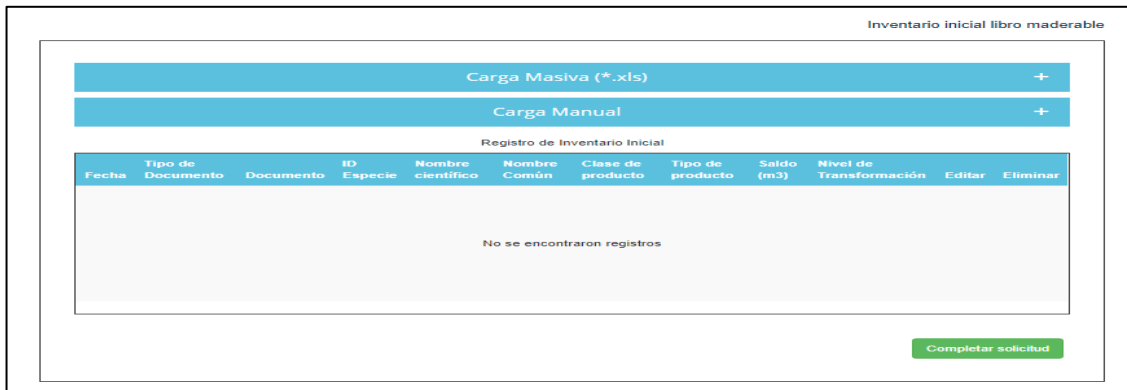 Inventario inicial libro maderable
Carga Masiva (*.xls) +
Carga Manual +
Registro de Inventario Inicial
Fecha Tipo de Documento Documento ID Especie Nombre científico Nombre Común Clase de producto Tipo de producto Saldo (m3) Nivel de Transformación Editar Eliminar
No se encontraron registros
Completar solicitud